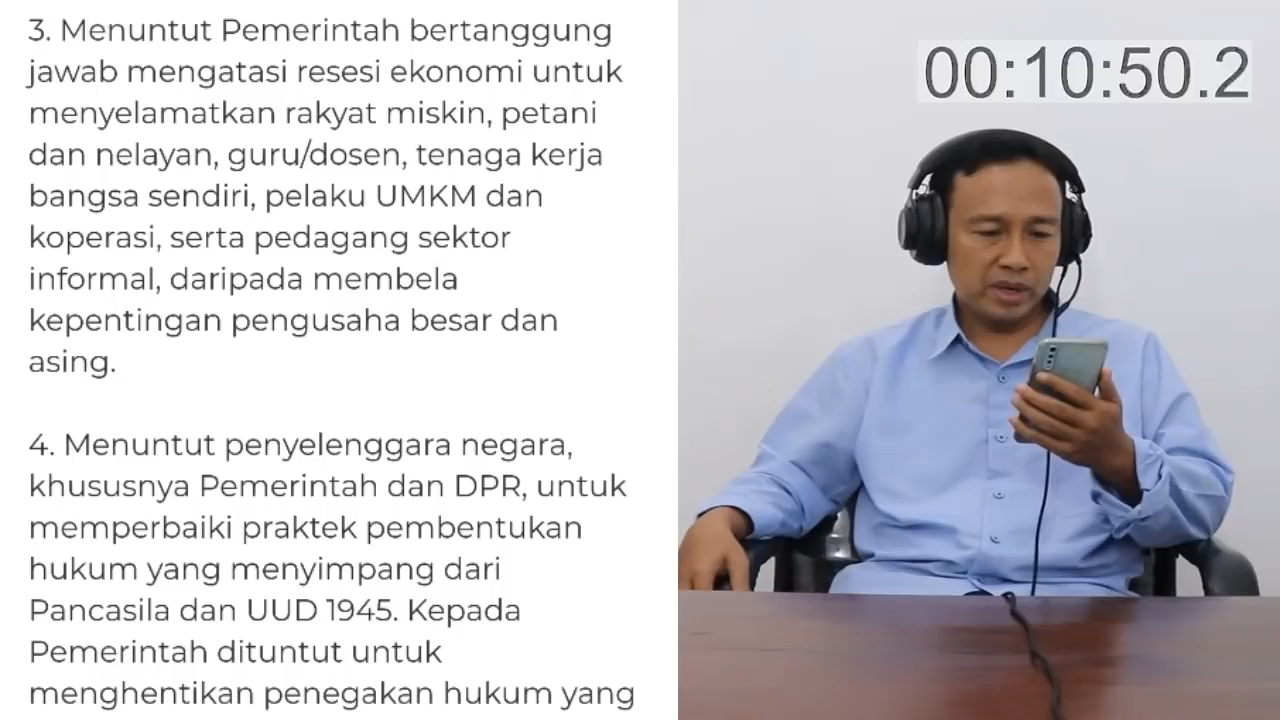 3. Menuntut Pemerintah bertanggung
jawab mengatasi resesi ekonomi untuk
menyelamatkan rakyat miskin, petani
dan nelayan, guru/dosen, tenaga kerja
bangsa sendiri, pelaku UMKM dan
koperasi, serta pedagang sektor
informal, daripada membela
kepentingan pengusaha besar dan
asing.
4. Menuntut penyelenggara negara,
khususnya Pemerintah dan DPR, untuk
memperbaiki praktek pembentukan
hukum yang menyimpang dari
Pancasila dan UUD 1945. Kepada
Pemerintah dituntut untuk
menghentikan penegakan hukum yang
00:10:50.2